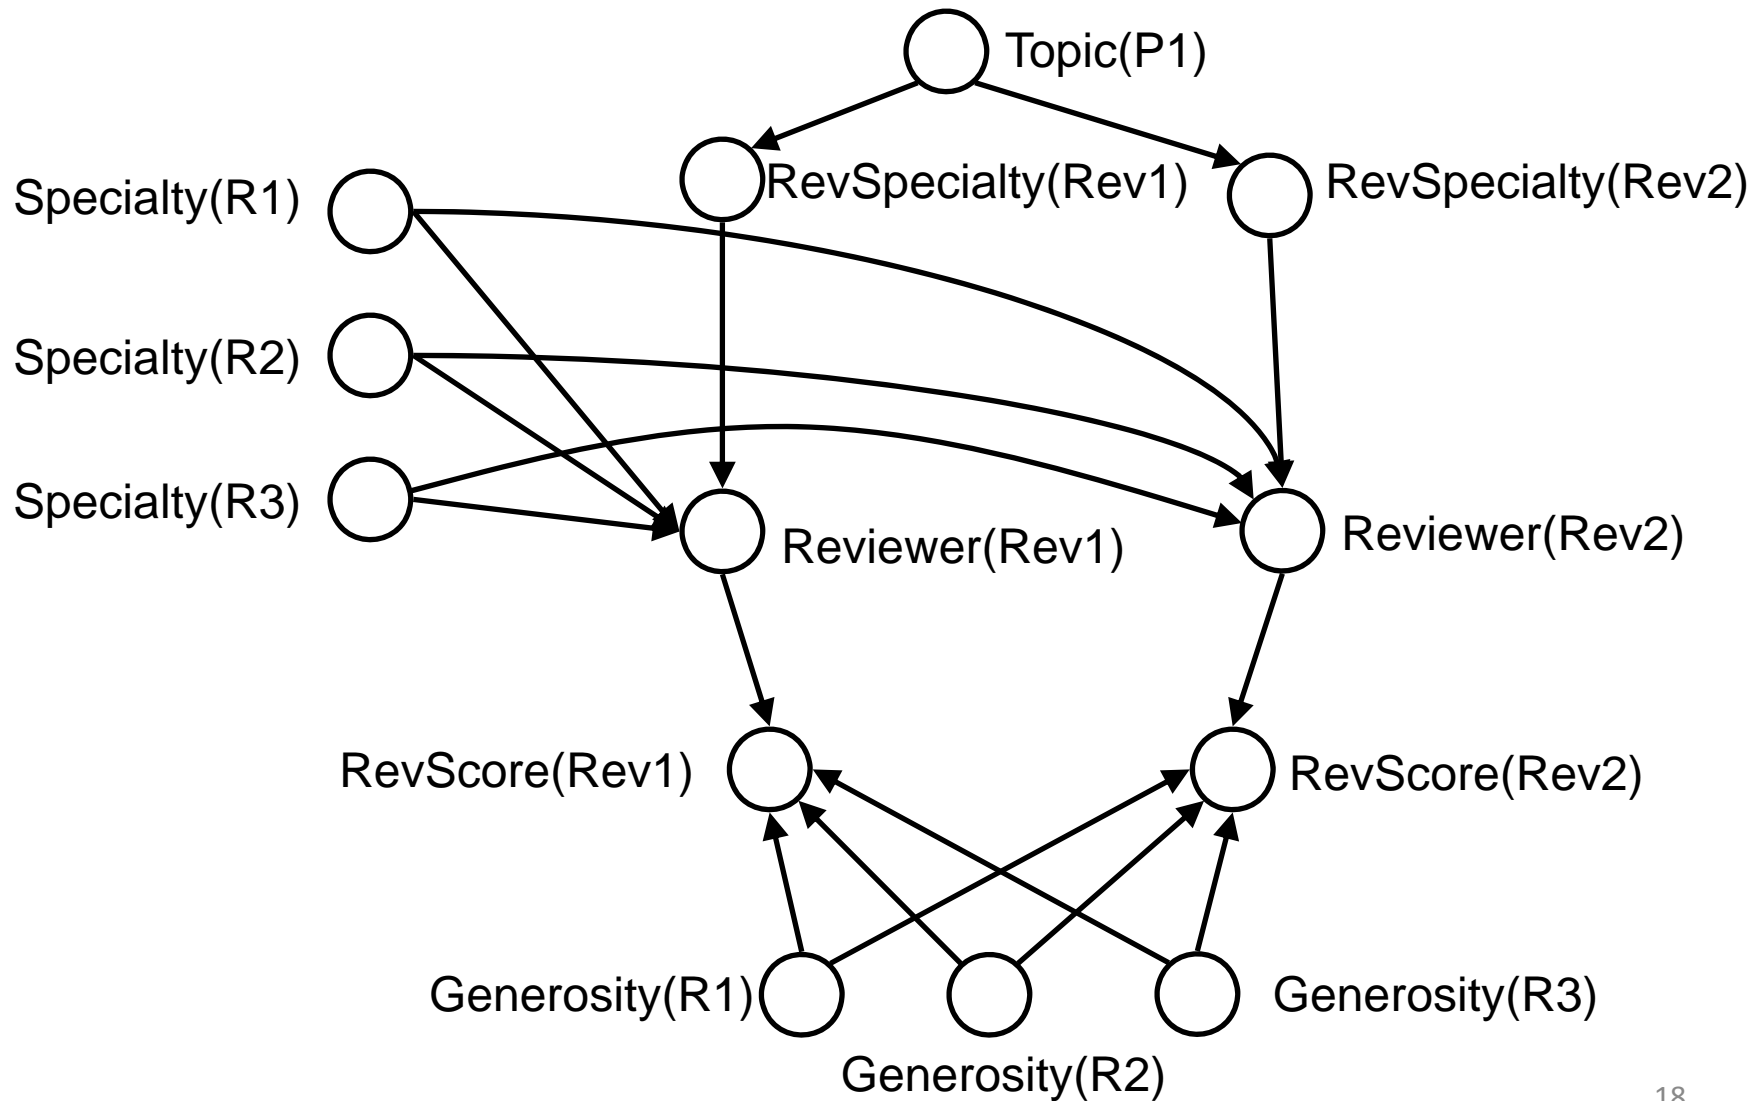 Topic(P1)
RevSpecialty(Rev1)
RevSpecialty(Rev2)
Specialty(R1)
Specialty(R2)
Specialty(R3)
Reviewer(Rev1)
Reviewer(Rev2)
RevScore(Rev1)
RevScore(Rev2)
Generosity(R1)
Generosity(R3)
Generosity(R2)
18